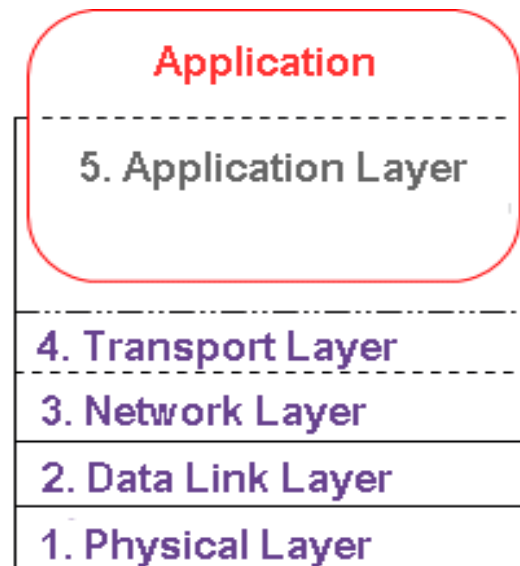 Application
5. Application Layer
4. Transport Layer
3. Network Layer
2. Data Link Layer
1. Physical Layer